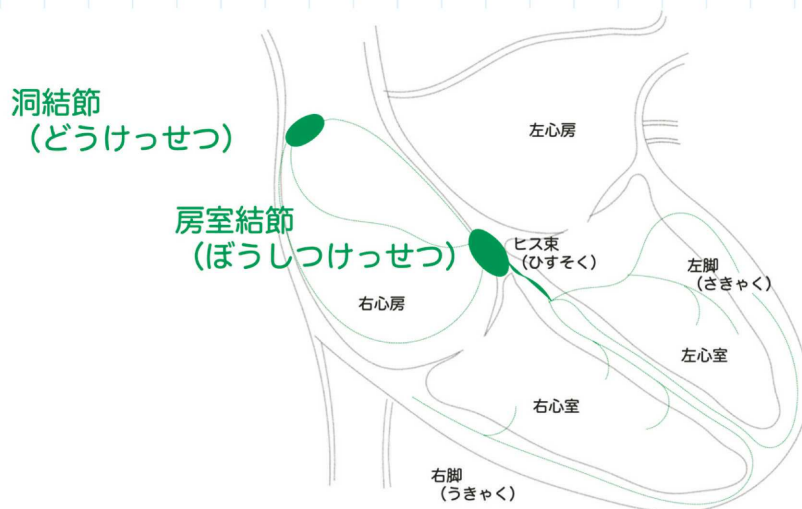 洞結節
（どうけっせつ）
左心房
房室結節
（ぼうしつけっせつ）
ヒス束
（ひすそく）
左脚
（さきゃく）
右心房
左心室
右心室
右脚
（うきゃく）